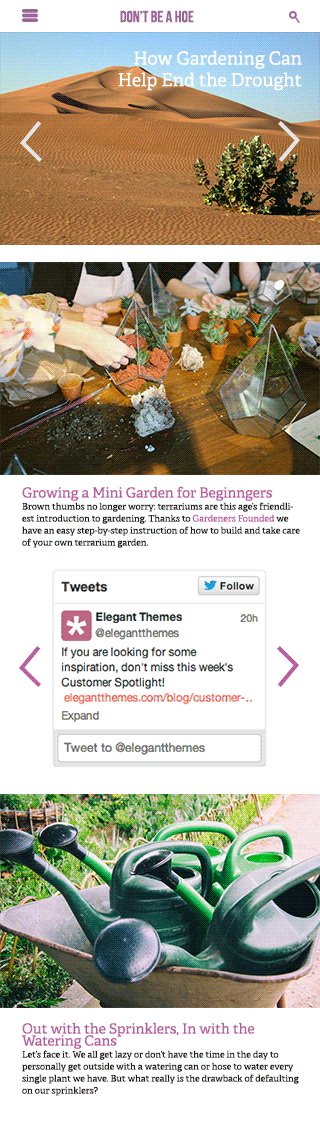 DON'T BE A HOE
How Gardening Can
Help End the Drought
Growing a Mini Garden for Beginngers
Brown thumbs no longer worry: terrariums are this age's friendli-
est introduction to gardening. Thanks to Gardeners Founded we
have an easy step-by-step instruction of how to build and take care
of your own terrarium garden.
Tweets
Follow
Elegant Themes
20h
@elegantthemes
If you are looking for some
inspiration, don't miss this week's
Customer Spotlight!
elegantthemes.com/blog/customer-..
Expand
Tweet to @elegantthemes
Out with the Sprinklers, In with the
Watering Cans
Let's face it. We all get lazy or don't have the time in the day to
personally get outside with a watering can or hose to water every
single plant we have. But what really is the drawback of defaulting
on our sprinklers?